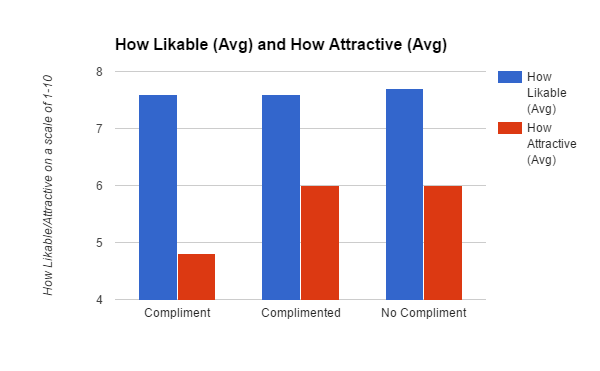 How Likable (Avg) and How Attractive (Avg)
How Likable/Attractive on a scale of 1-10
8
7
6
5
4
Compliment
Complimented
No Compliment
How
Likable
(Avg)
How
Attractive
(Avg)